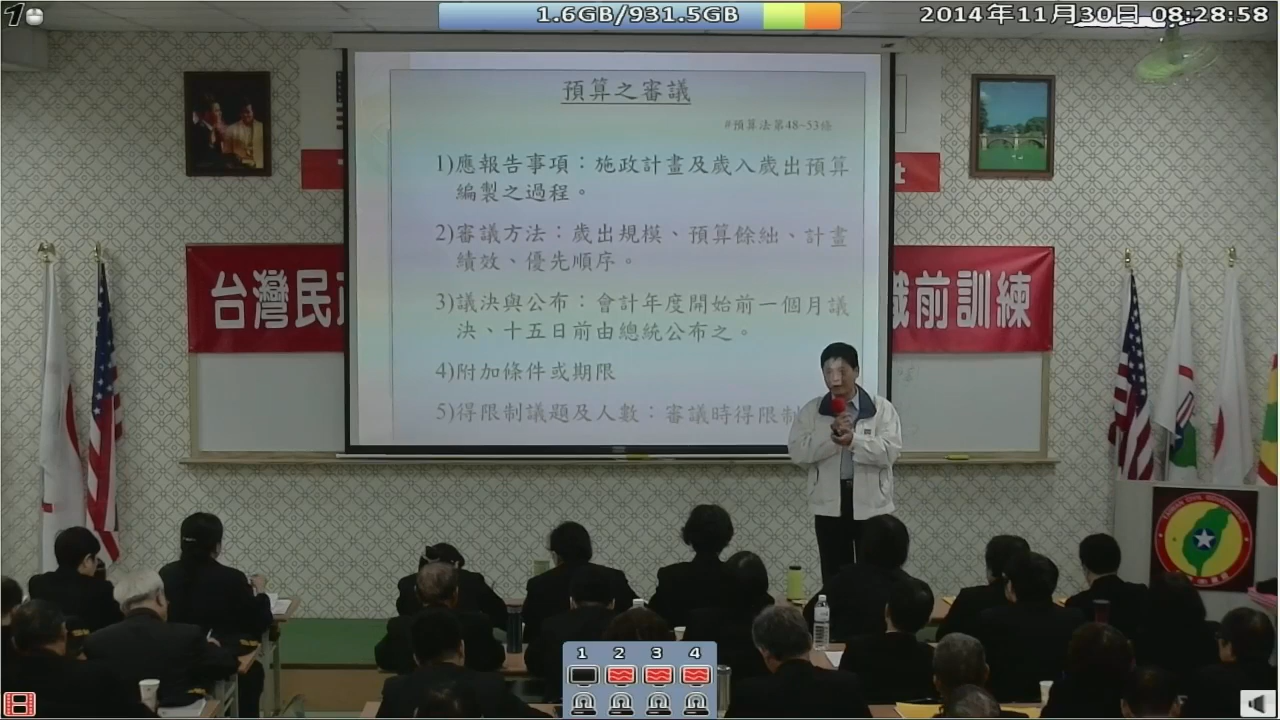 1
1.6GB/931.5GB
2014年11月30日 08:28:58
預算之審議
#預算法第48~53條
1)應報告事項：施政計畫及歲入歲出預算
編製之過程。
2)審議方法：歲出規模、預算餘絀、計畫
績效、優先順序。
3)議決與公布：會計年度開始前一個月議
決、十五日前由總統公布之。
4)附加條件或期限
5)得限制議題及人數：審議時得限制
台灣民
職前訓練
TAIWAN CIVIL GOVERNMENT
1 2 3 4